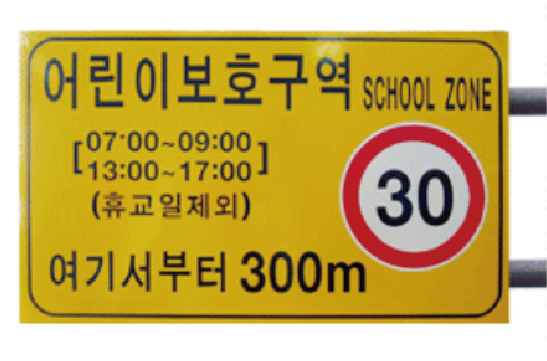 어린이보호구역 SCHOOL ZONE
[07:00~09:00
13:00~17:00]
(휴교일제외)
30
여기서부터 300m